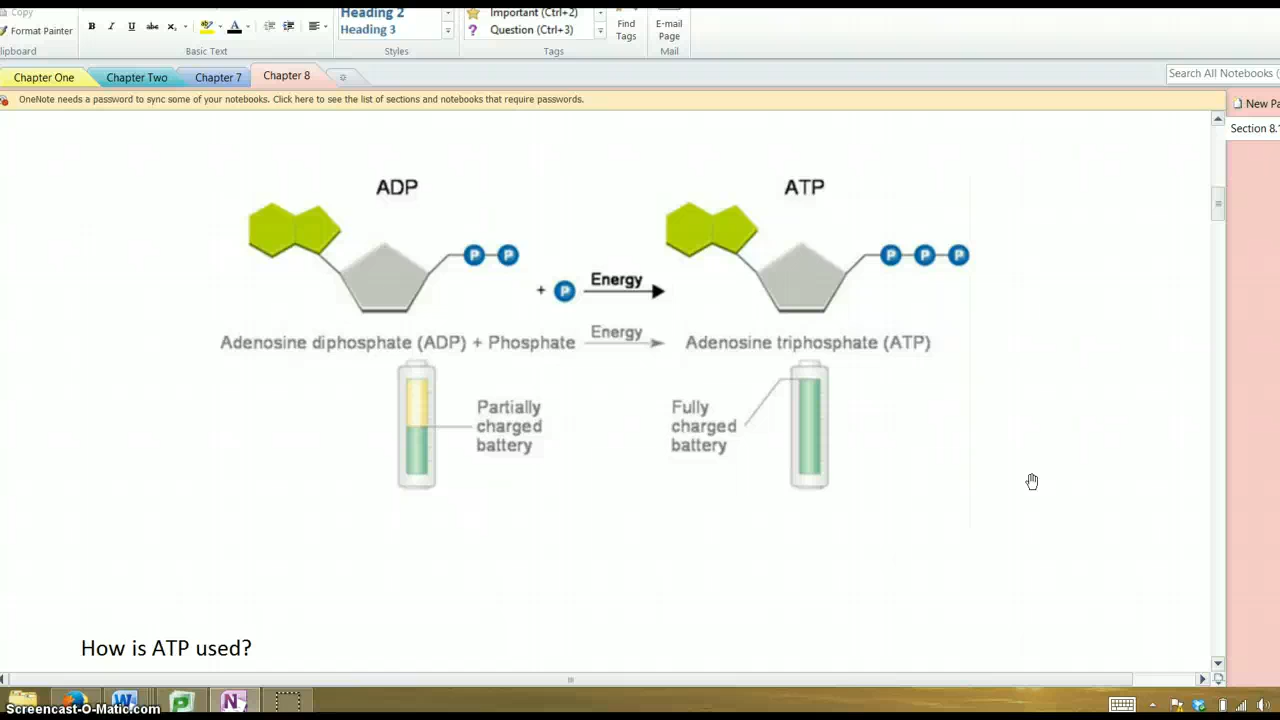 Copy
Format Painter
B I U abc x₂ A
Clipboard
Basic Text
Heading 2
Heading 3
Styles
Important (Ctrl+2)
? Question (Ctrl+3)
Tags
Find
Tags
E-mail
Page
Mail
Chapter One
Chapter Two
Chapter 7
Chapter 8
Search All Notebooks (
OneNote needs a password to sync some of your notebooks. Click here to see the list of sections and notebooks that require passwords.
New Pa
Section 8.1
ADP
ATP
P P
+ P
Energy
P P P
Adenosine diphosphate (ADP) + Phosphate
Energy
Adenosine triphosphate (ATP)
Partially
charged
battery
Fully
charged
battery
How is ATP used?
W P N
Screencast-O-Matic.com